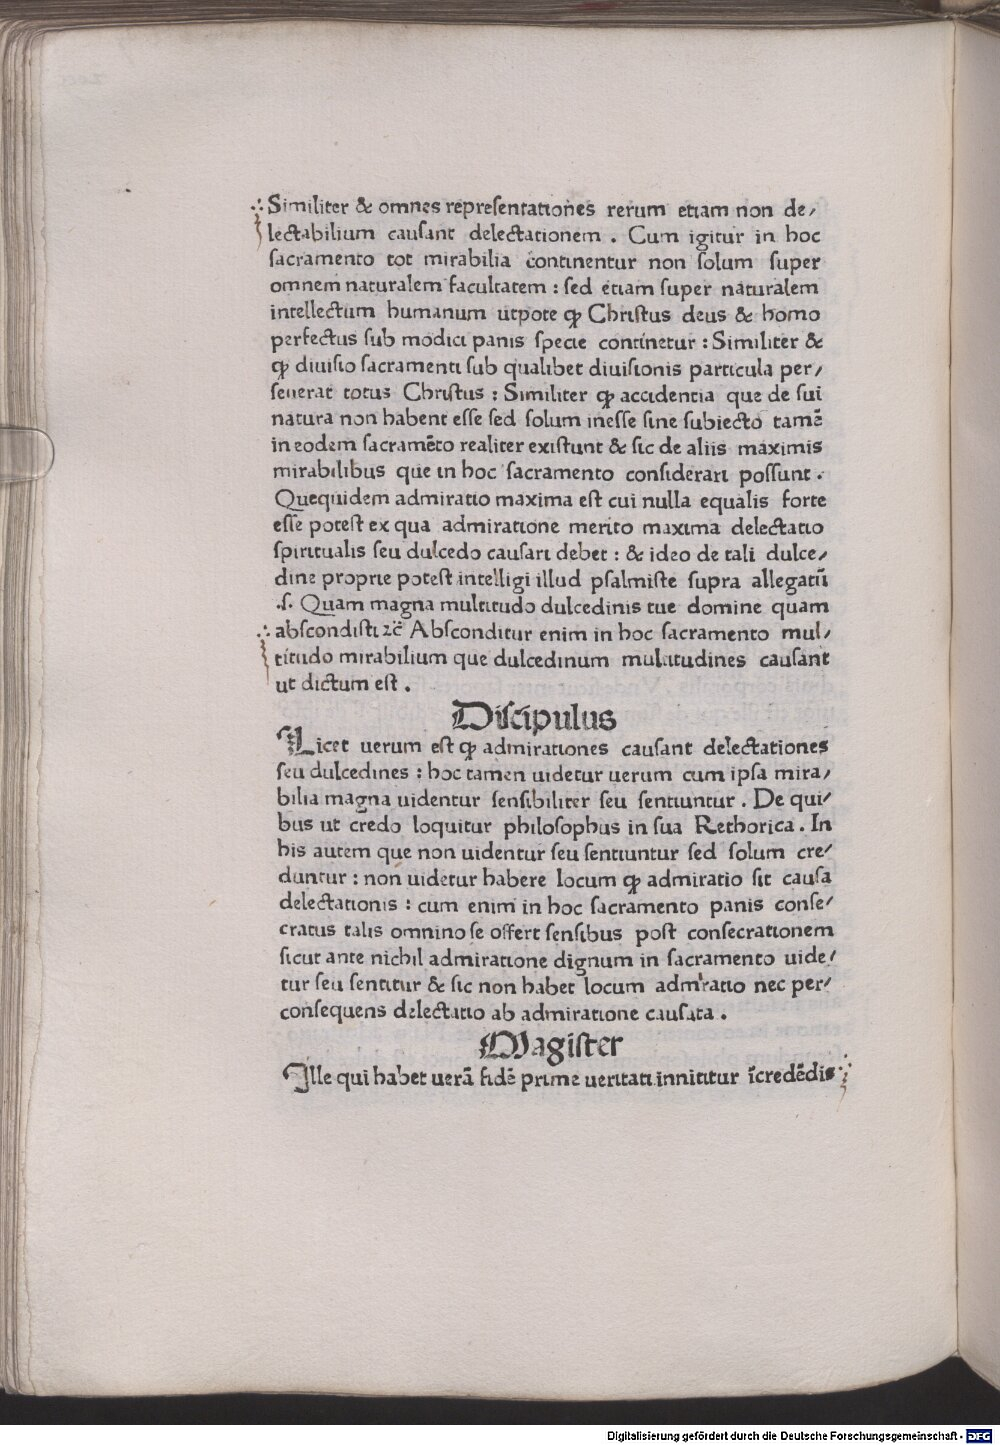 Similiter & omnes repreſentationes rerum etiam non de/
lectabilium cauſant delectationem . Cum igitur in hoc
ſacramento tot mirabilia continentur non ſolum ſuper
omnem naturalem facultatem : ſed etiam ſuper naturalem
intellectum humanum utpote ꝙ Chriſtus deus & homo
perfectus ſub modici panis ſpecie continetur : Similiter &
ꝙ diuiſio ſacramenti ſub qualibet diuiſionis particula per/
ſeuerat totus Chriſtus : Similiter ꝙ accidentia que de ſui
natura non habent eſſe ſed ſolum ineſſe ſine ſubiecto tamē
in eodem ſacramēto realiter exiſtunt & ſic de aliis maximis
mirabilibus que in hoc ſacramento conſiderari poſſunt .
Quequidem admiratio maxima eſt cui nulla equalis forte
eſſe poteſt ex qua admiratione merito maxima delectatio
ſpiritualis ſeu dulcedo cauſari debet : & ideo de tali dulce/
dine proprie poteſt intelligi illud pſalmiſte ſupra allegatū
.ſ. Quam magna multitudo dulcedinis tue domine quam
abſcondiſti ⁊c̄ Abſconditur enim in hoc ſacramento mul/
titudo mirabilium que dulcedinum multitudines cauſant
ut dictum eſt .
Diſcipulus
Licet uerum eſt ꝙ admirationes cauſant delectationes
ſeu dulcedines : hoc tamen uidetur uerum cum ipſa mira/
bilia magna uidentur ſenſibiliter ſeu ſentiuntur . De qui/
bus ut credo loquitur philoſophus in ſua Rethorica . In
his autem que non uidentur ſeu ſentiuntur ſed ſolum cre/
duntur : non uidetur habere locum ꝙ admiratio ſit cauſa
delectationis : cum enim in hoc ſacramento panis conſe/
cratus talis omnino ſe offert ſenſibus poſt conſecrationem
ſicut ante nichil admiratione dignum in ſacramento uide/
tur ſeu ſentitur & ſic non habet locum admiratio nec per/
conſequens delectatio ab admiratione cauſata .
Magiſter
Ille qui habet uerā fidē prime ueritati innititur īcredēdis
Digitalisierung gefördert durch die Deutsche Forschungsgemeinschaft - DFG